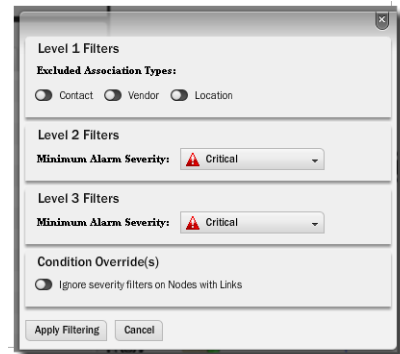 Level 1 Filters
Excluded Association Types:
Contact Vendor Location
Level 2 Filters
Minimum Alarm Severity: Critical
Level 3 Filters
Minimum Alarm Severity: Critical
Condition Override(s)
Ignore severity filters on Nodes with Links
Apply Filtering Cancel